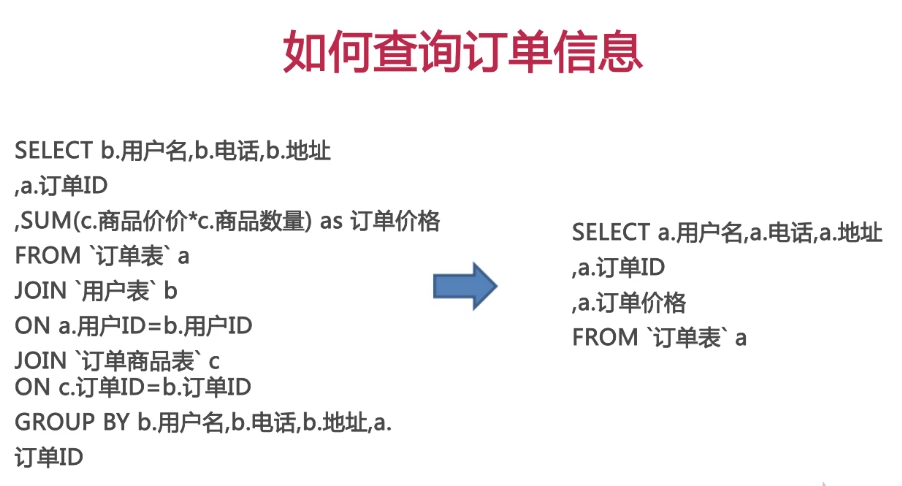 如何查询订单信息
SELECT b.用户名,b.电话,b.地址
,a.订单ID
,SUM(c.商品价价*c.商品数量) as 订单价格
FROM `订单表` a
JOIN `用户表` b
ON a.用户ID=b.用户ID
JOIN `订单商品表` c
ON c.订单ID=b.订单ID
GROUP BY b.用户名,b.电话,b.地址,a.
订单ID
SELECT a.用户名,a.电话,a.地址
,a.订单ID
,a.订单价格
FROM `订单表` a